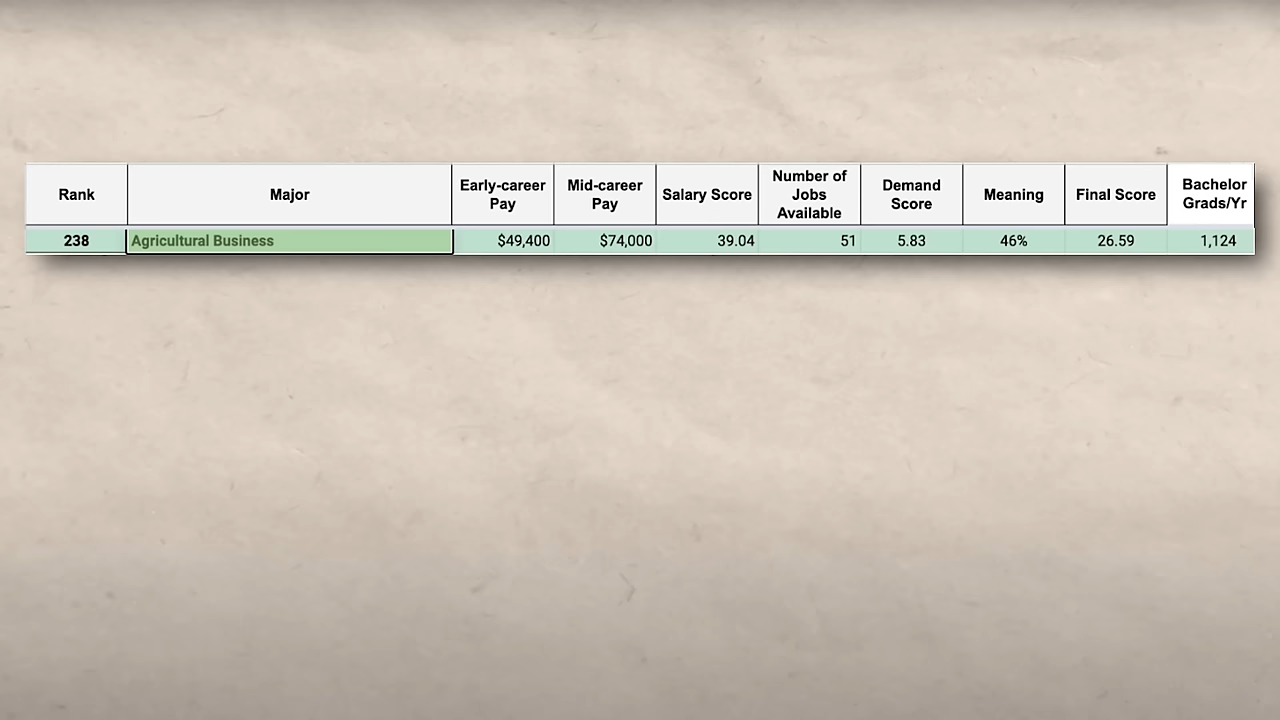 Rank Major Early-career Pay Mid-career Pay Salary Score Number of Jobs Available Demand Score Meaning Final Score Bachelor Grads/Yr
238 Agricultural Business $49,400 $74,000 39.04 51 5.83 46% 26.59 1,124